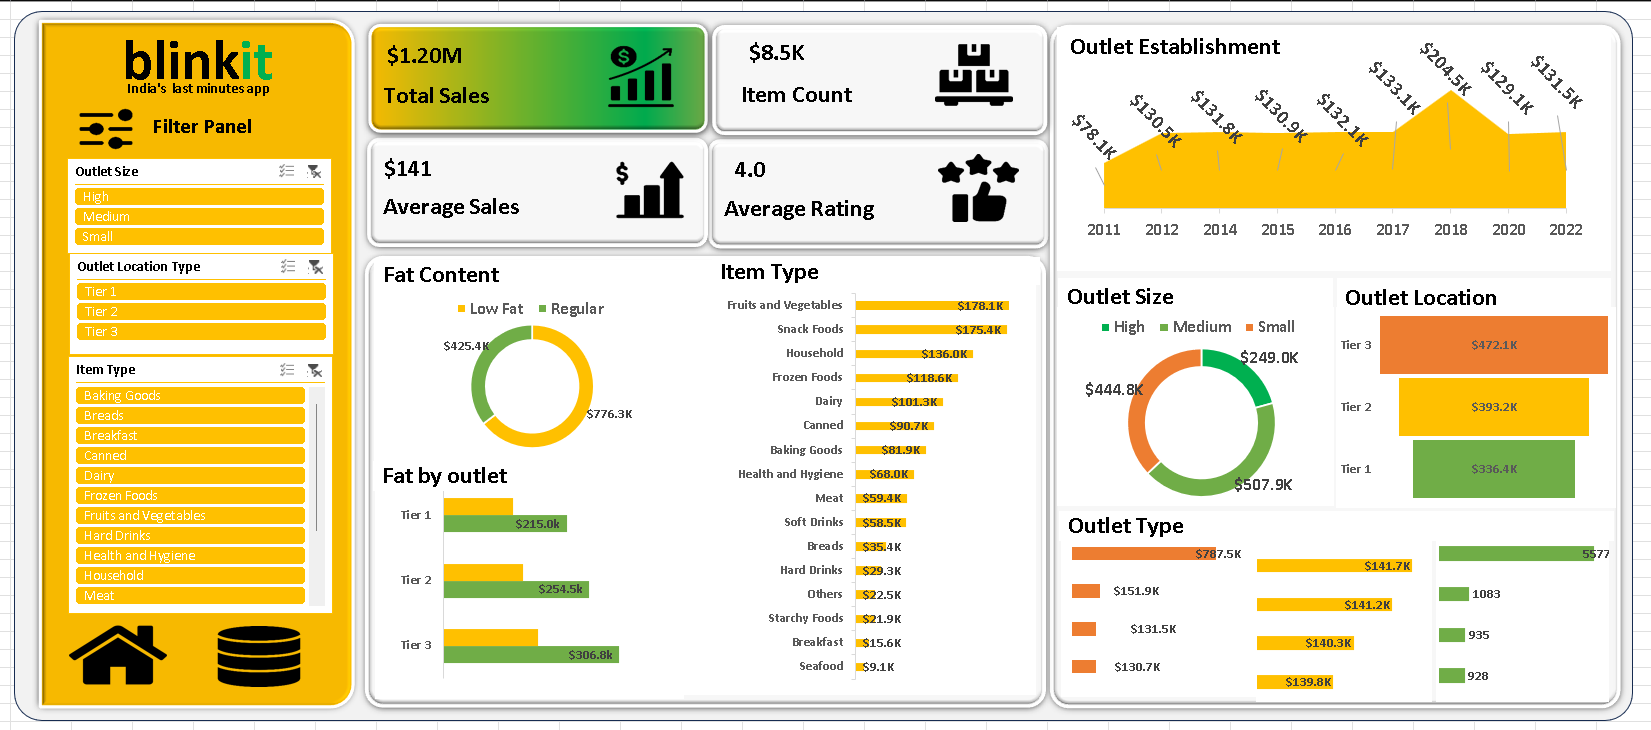 blinkit
India's last minutes app
Filter Panel
Outlet Size
High
Medium
Small
Outlet Location Type
Tier 1
Tier 2
Tier 3
Item Type
Baking Goods
Breads
Breakfast
Canned
Dairy
Frozen Foods
Fruits and Vegetables
Hard Drinks
Health and Hygiene
Household
Meat
$1.20M
Total Sales
$8.5K
Item Count
$141
Average Sales
4.0
Average Rating
Fat Content
Low Fat Regular
$425.4K
$776.3K
Fat by outlet
Tier 1 $215.0k
Tier 2 $254.5k
Tier 3 $306.8k
Item Type
Fruits and Vegetables $178.1K
Snack Foods $175.4K
Household $136.0K
Frozen Foods $118.6K
Dairy $101.3K
Canned $90.7K
Baking Goods $81.9K
Health and Hygiene $68.0K
Meat $59.4K
Soft Drinks $58.5K
Breads $35.4K
Hard Drinks $29.3K
Others $22.5K
Starchy Foods $21.9K
Breakfast $15.6K
Seafood $9.1K
Outlet Establishment
$78.1K $130.5K $131.8K $130.9K $132.1K $133.1K $204.5K $129.1K $131.5K
2011 2012 2014 2015 2016 2017 2018 2020 2022
Outlet Size
High Medium Small
$249.0K
$444.8K
$507.9K
Outlet Location
Tier 3 $472.1K
Tier 2 $393.2K
Tier 1 $336.4K
Outlet Type
$787.5K
$151.9K
$131.5K
$130.7K
$141.7K
$141.2K
$140.3K
$139.8K
5577
1083
935
928